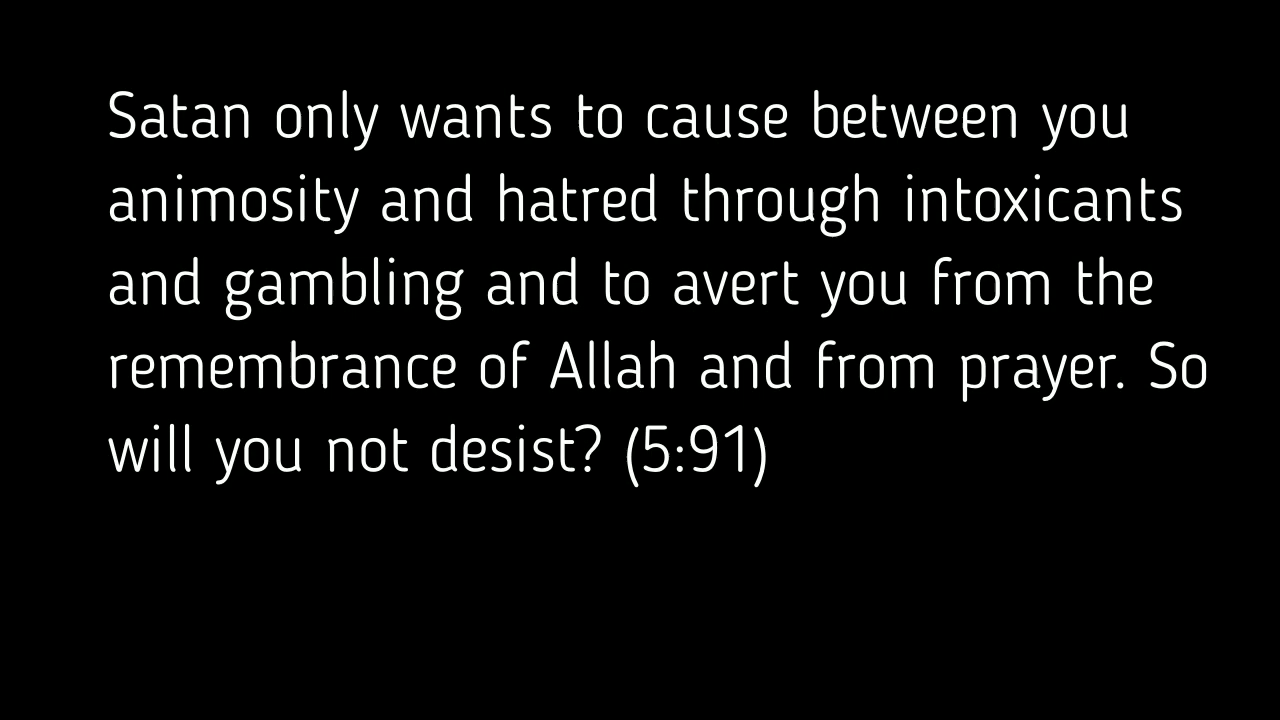 Satan only wants to cause between you
animosity and hatred through intoxicants
and gambling and to avert you from the
remembrance of Allah and from prayer. So
will you not desist? (5:91)